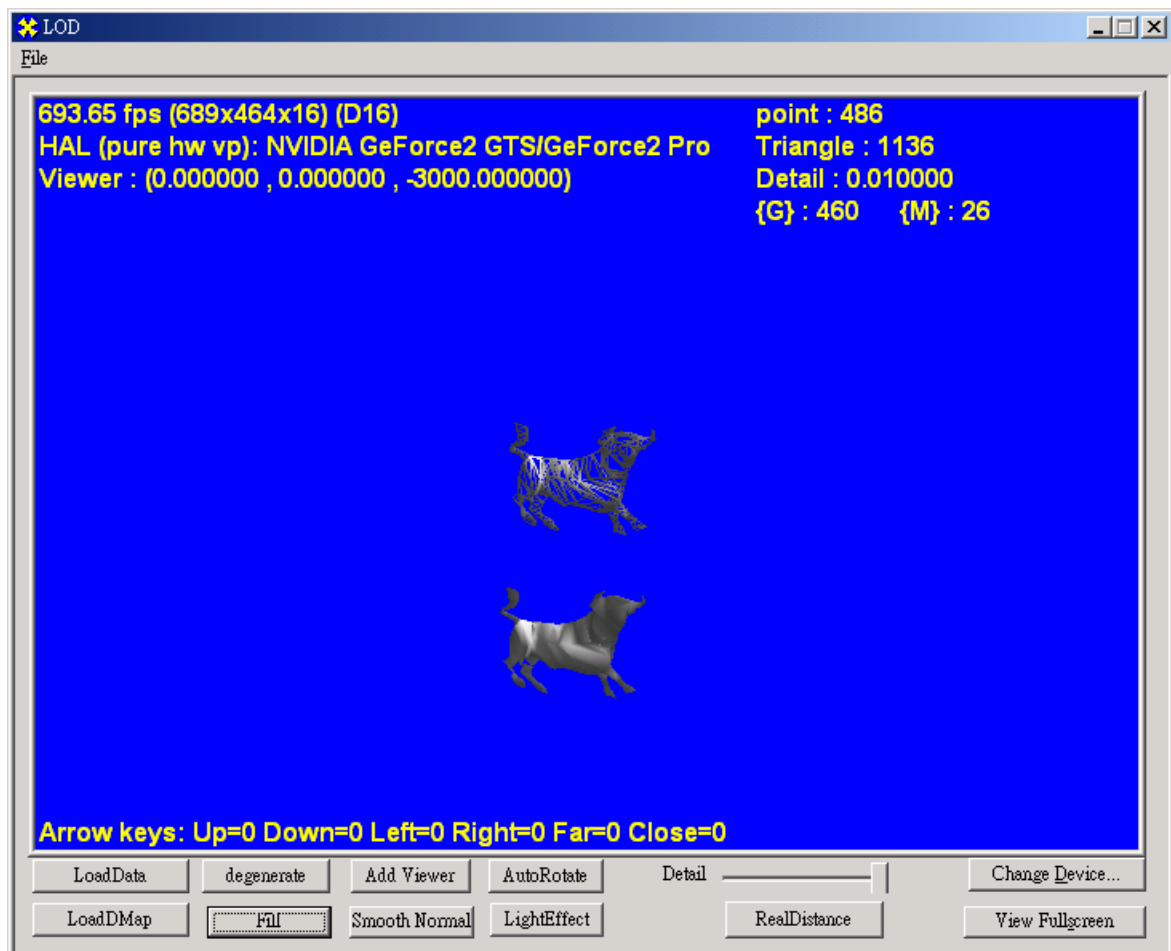 LOD
File
693.65 fps (689x464x16) (D16)
HAL (pure hw vp): NVIDIA GeForce2 GTS/GeForce2 Pro
Viewer : (0.000000 , 0.000000 , -3000.000000)
point : 486
Triangle : 1136
Detail : 0.010000
{G} : 460 {M} : 26
Arrow keys: Up=0 Down=0 Left=0 Right=0 Far=0 Close=0
LoadData degenerate Add Viewer AutoRotate Detail Change Device...
LoadDMap Fill Smooth Normal LightEffect RealDistance View Fullscreen